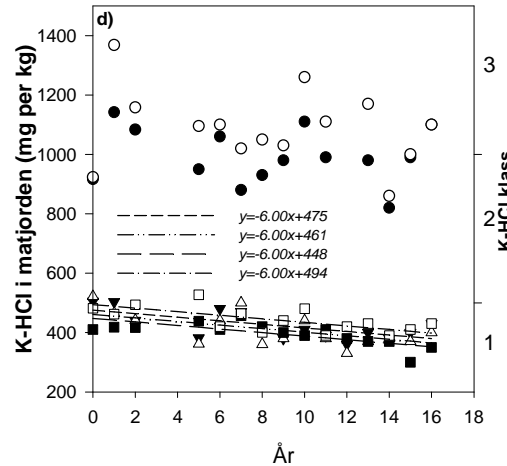 d)
1400
1200
1000
800
600
400
200
K-HCl i matjorden (mg per kg)
y=-6.00x+475
y=-6.00x+461
y=-6.00x+448
y=-6.00x+494
3
2
1
K-HCl klass
0 2 4 6 8 10 12 14 16 18
År